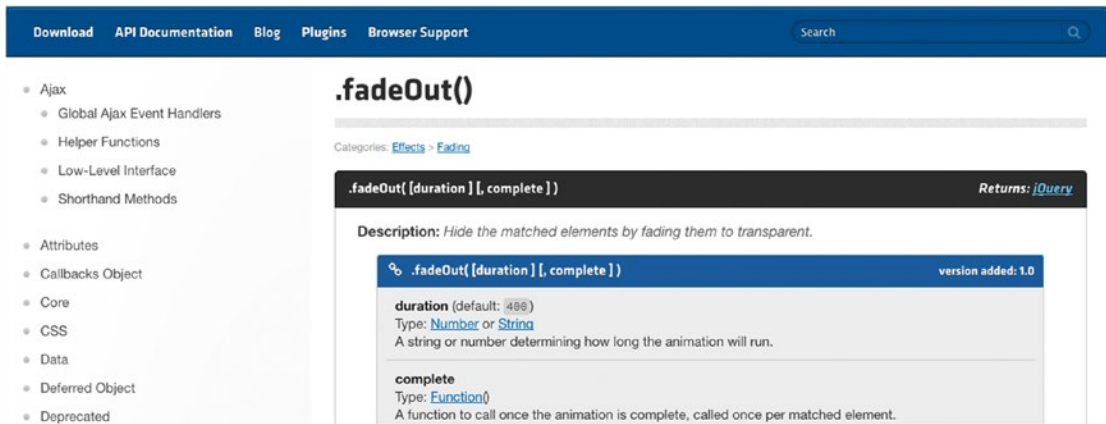 Download API Documentation Blog Plugins Browser Support Search
Ajax
Global Ajax Event Handlers
Helper Functions
Low-Level Interface
Shorthand Methods
Attributes
Callbacks Object
Core
CSS
Data
Deferred Object
Deprecated
.fadeOut()
Categories: Effects > Fading
.fadeOut( [duration ] [, complete ] ) Returns: jQuery
Description: Hide the matched elements by fading them to transparent.
.fadeOut( [duration ] [, complete ] ) version added: 1.0
duration (default: 400)
Type: Number or String
A string or number determining how long the animation will run.
complete
Type: Function()
A function to call once the animation is complete, called once per matched element.